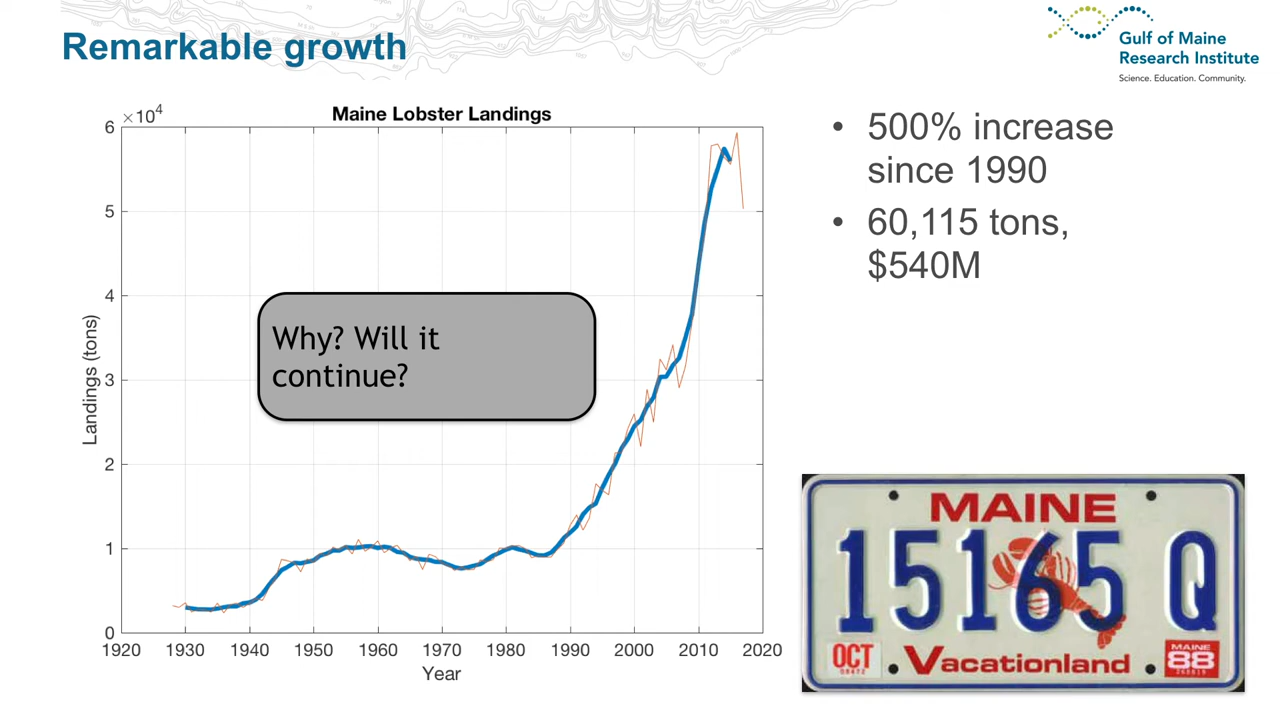 Remarkable growth
Gulf of Maine
Research Institute
Science. Education. Community.
Maine Lobster Landings
×10⁴
6
5
4
3
2
1
0
Landings (tons)
1920 1930 1940 1950 1960 1970 1980 1990 2000 2010 2020
Year
Why? Will it
continue?
• 500% increase
since 1990
• 60,115 tons,
$540M
MAINE
15165 Q
OCT
Vacationland
MAINE
88